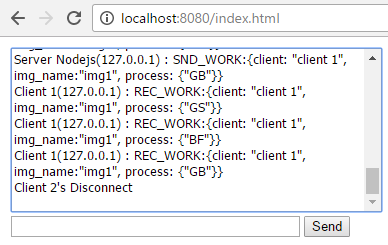 localhost:8080/index.html
Server Nodejs(127.0.0.1) : SND_WORK:{client: "client 1",
img_name:"img1", process: {"GB"}}
Client 1(127.0.0.1) : REC_WORK:{client: "client 1",
img_name:"img1", process: {"GS"}}
Client 1(127.0.0.1) : REC_WORK:{client: "client 1",
img_name:"img1", process: {"BF"}}
Client 1(127.0.0.1) : REC_WORK:{client: "client 1",
img_name:"img1", process: {"GB"}}
Client 2's Disconnect
Send